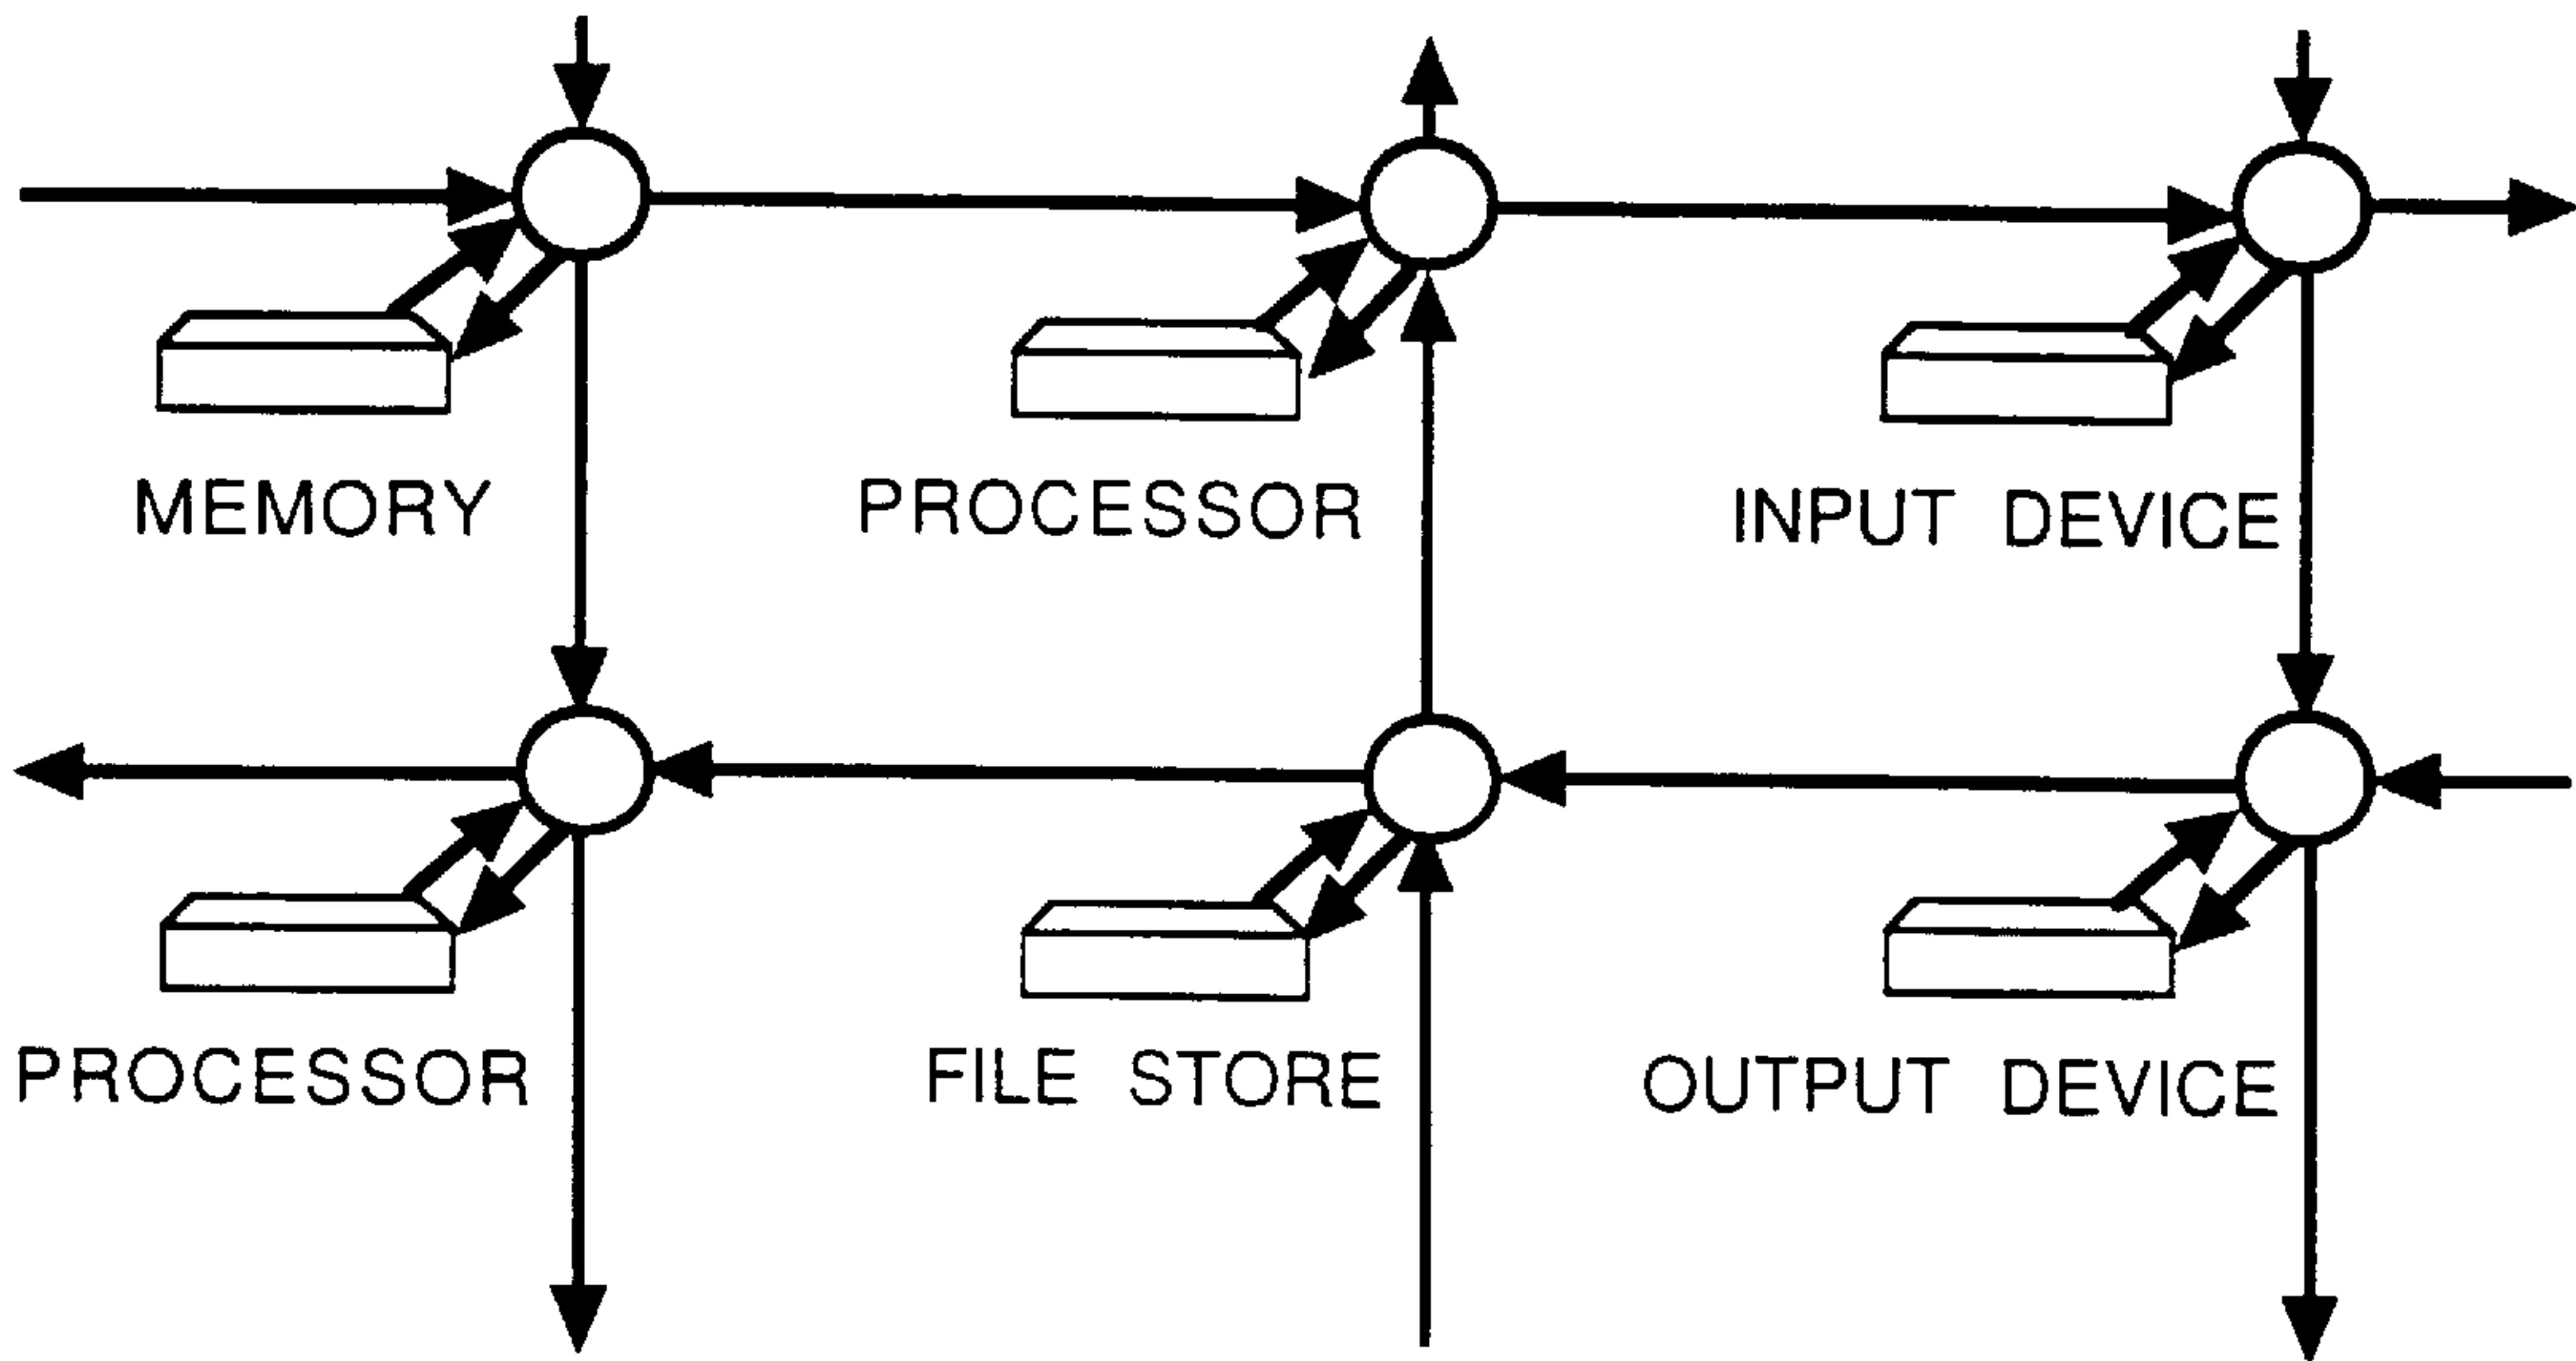 MEMORY
PROCESSOR
INPUT DEVICE
PROCESSOR
FILE STORE
OUTPUT DEVICE